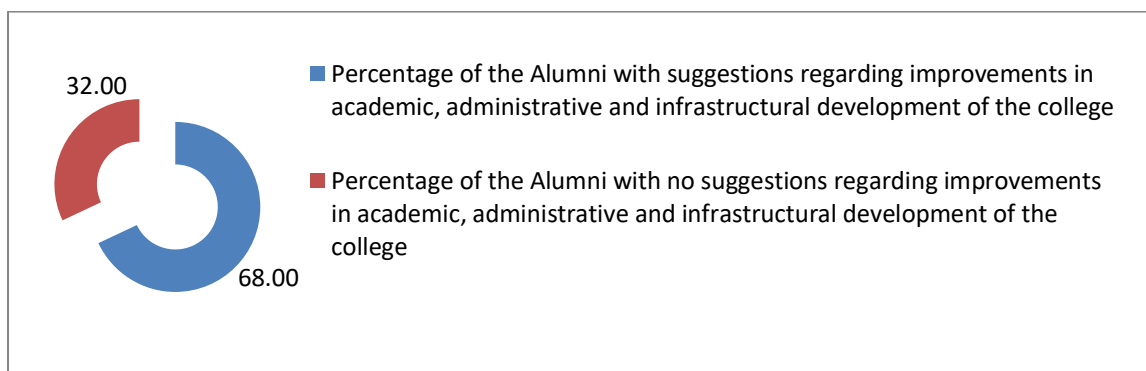 32.00
68.00
Percentage of the Alumni with suggestions regarding improvements in
academic, administrative and infrastructural development of the college
Percentage of the Alumni with no suggestions regarding improvements
in academic, administrative and infrastructural development of the
college